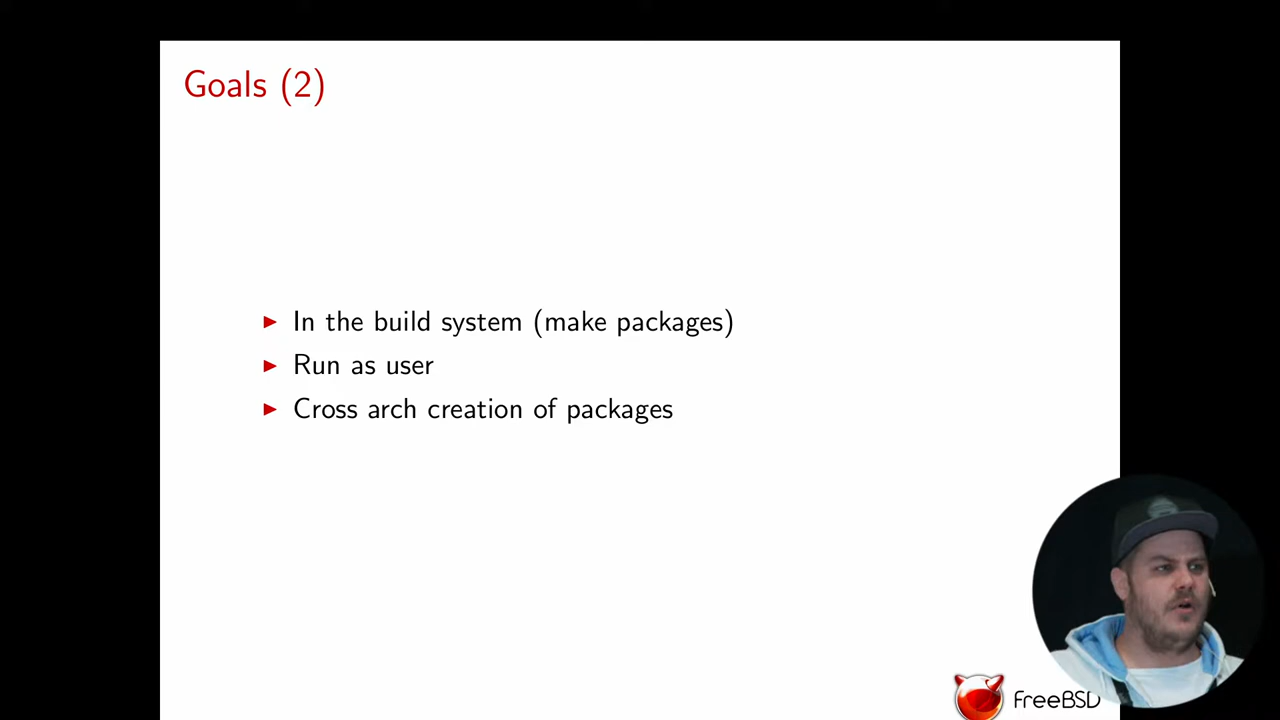 Goals (2)
In the build system (make packages)
Run as user
Cross arch creation of packages
FreeBSD